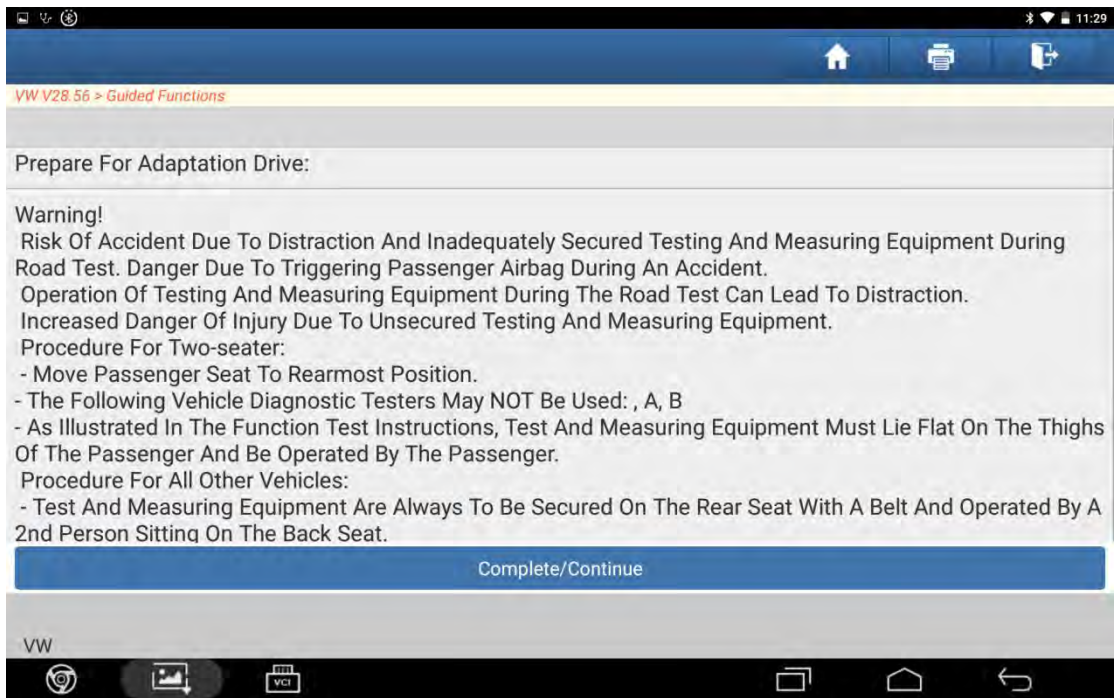 11:29
VW V28.56 > Guided Functions
Prepare For Adaptation Drive:
Warning!
Risk Of Accident Due To Distraction And Inadequately Secured Testing And Measuring Equipment During
Road Test. Danger Due To Triggering Passenger Airbag During An Accident.
Operation Of Testing And Measuring Equipment During The Road Test Can Lead To Distraction.
Increased Danger Of Injury Due To Unsecured Testing And Measuring Equipment.
Procedure For Two-seater:
- Move Passenger Seat To Rearmost Position.
- The Following Vehicle Diagnostic Testers May NOT Be Used: , A, B
- As Illustrated In The Function Test Instructions, Test And Measuring Equipment Must Lie Flat On The Thighs
Of The Passenger And Be Operated By The Passenger.
Procedure For All Other Vehicles:
- Test And Measuring Equipment Are Always To Be Secured On The Rear Seat With A Belt And Operated By A
2nd Person Sitting On The Back Seat.
Complete/Continue
VW
VCI